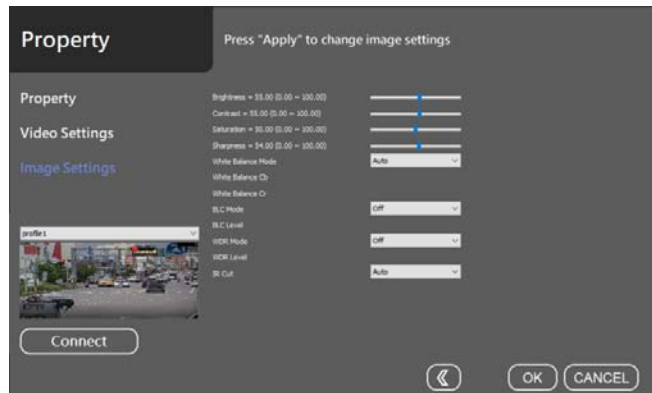 Property
Press "Apply" to change image settings
Property
Video Settings
Image Settings
Brightness = 55.00 (0.00 ~ 100.00)
Contrast = 55.00 (0.00 ~ 100.00)
Saturation = 50.00 (0.00 ~ 100.00)
Sharpness = 54.00 (0.00 ~ 100.00)
White Balance Mode
Auto
White Balance Cb
White Balance Cr
BLC Mode
Off
BLC Level
WDR Mode
Off
WDR Level
IR Cut
Auto
profile1
Connect
OK
CANCEL